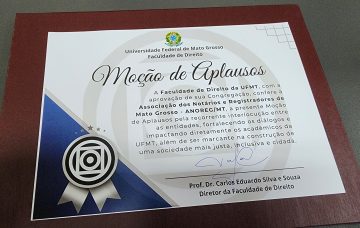 Universidade Federal de Mato Grosso
Faculdade de Direito
Moção de Aplausos
A Faculdade de Direito da UFMT, com a
aprovação de sua Congregação, confere a
Associação dos Notários e Registradores de
Mato Grosso - ANOREG/MT, a presente Moção
de Aplausos pela recorrente interlocução entre
as entidades, fortalecendo os diálogos e
impactando diretamente os acadêmicos da
UFMT, além de ser marcante na construção de
uma sociedade mais justa, inclusiva e cidadã.
Prof. Dr. Carlos Eduardo Silva e Souza
Diretor da Faculdade de Direito